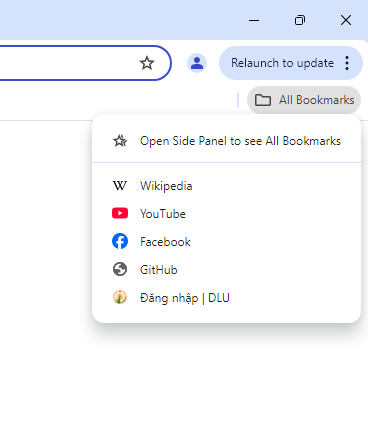 Relaunch to update
All Bookmarks
Open Side Panel to see All Bookmarks
Wikipedia
YouTube
Facebook
GitHub
Đăng nhập | DLU